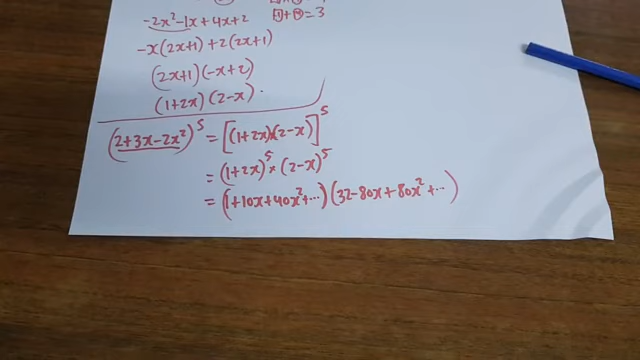 -2x²-1x+4x+2
-1 + 4 = 3
-x(2x+1)+2(2x+1)
(2x+1)(-x+2)
(1+2x)(2-x).
(2+3x-2x²)⁵ = [(1+2x)x(2-x)]⁵
= (1+2x)⁵ × (2-x)⁵
= (1+10x+40x²+...)(32-80x+80x²+...)